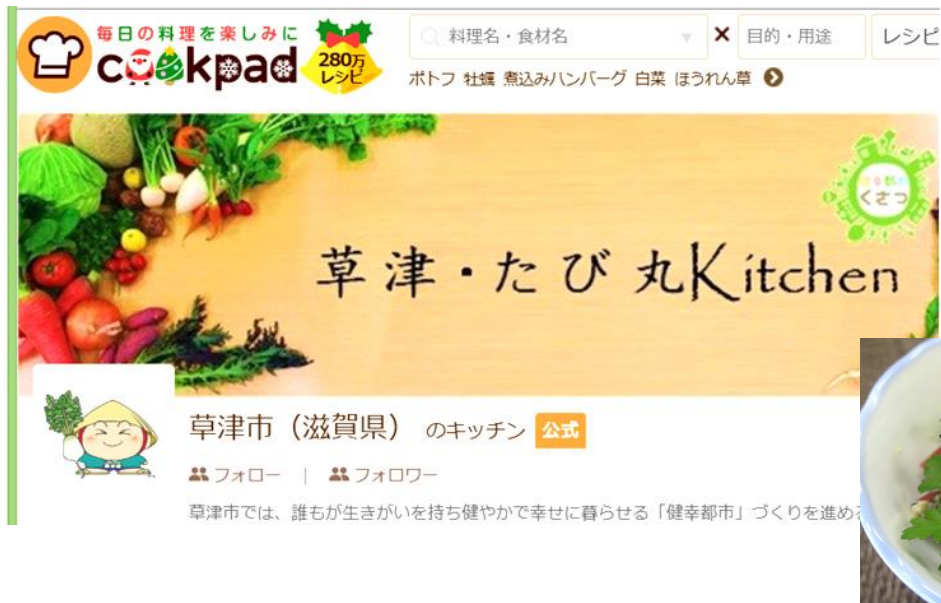 毎日の料理を楽しみに
cookpad
280万
レシピ
料理名・食材名
目的・用途
レシピ
ポトフ 牡蠣 煮込みハンバーグ 白菜 ほうれん草
くさつ
草津・たび丸Kitchen
草津市（滋賀県） のキッチン 公式
フォロー | フォロワー
草津市では、誰もが生きがいを持ち健やかで幸せに暮らせる「健幸都市」づくりを進め